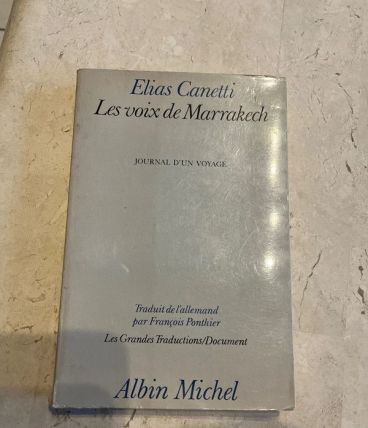 Elias Canetti
Les voix de Marrakech
JOURNAL D'UN VOYAGE
Traduit de l'allemand
par François Ponthier
Les Grandes Traductions/Document
Albin Michel